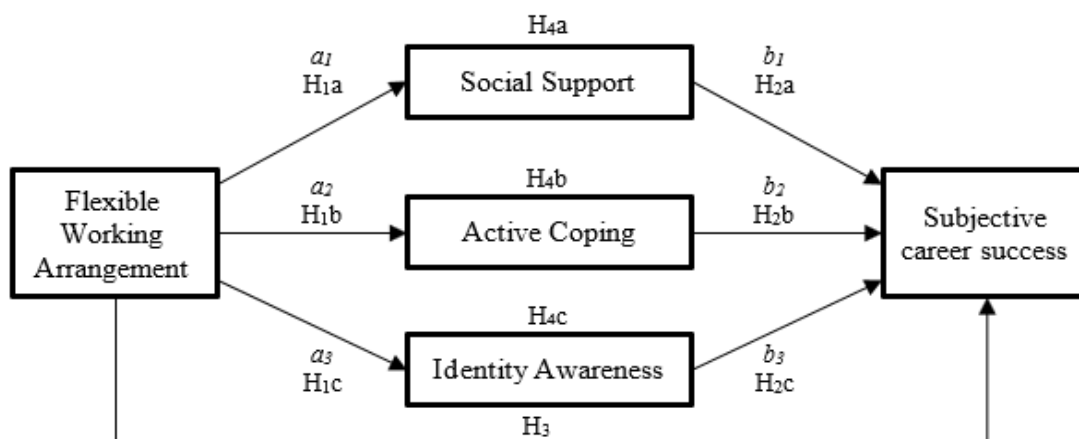 H₄a
a₁
H₁a
Social Support
b₁
H₂a
Flexible
Working
Arrangement
a₂
H₁b
H₄b
Active Coping
b₂
H₂b
Subjective
career success
a₃
H₁c
H₄c
Identity Awareness
b₃
H₂c
H₃